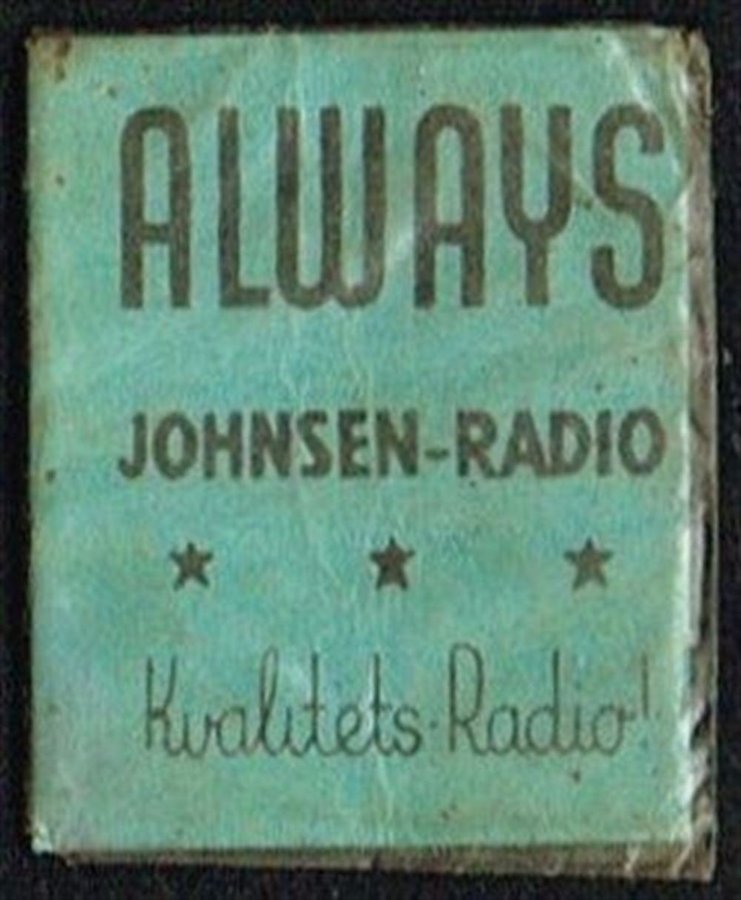 ALWAYS
JOHNSEN-RADIO
★ ★ ★
Kvalitets-Radio!